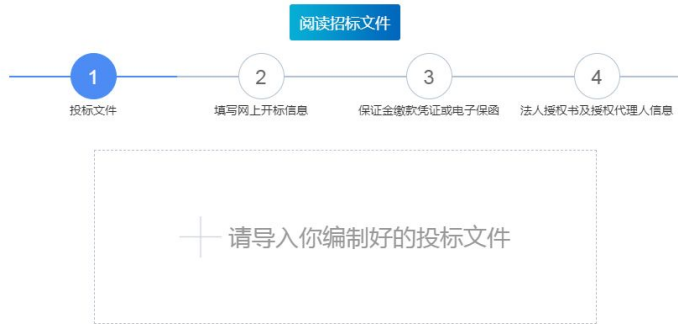 阅读招标文件
1 2 3 4
投标文件 填写网上开标信息 保证金缴款凭证或电子保函 法人授权书及授权代理人信息
请导入你编制好的投标文件